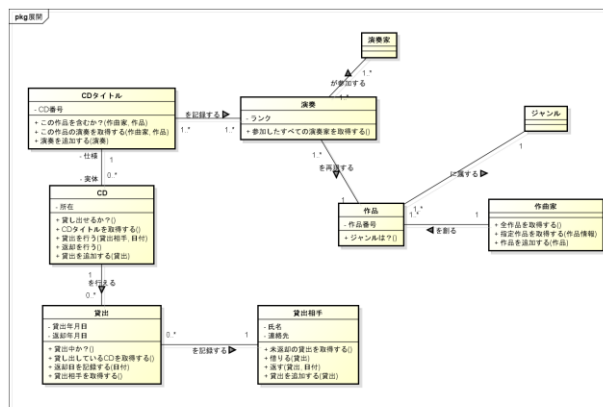 pkg 展開
演奏家
が参加する
1..*
1..*
CDタイトル
- CD番号
+ この作品を含むか?(作曲家, 作品)
+ この作品の演奏を取得する(作曲家, 作品)
+ 演奏を追加する(演奏)
を記録する
1..*
1..*
演奏
- ランク
+ 参加したすべての演奏家を取得する()
ジャンル
1
に属する
1..*
- 仕様
1
- 実体
0..*
1..*
を再現する
1
CD
- 所在
+ 貸し出せるか?()
+ CDタイトルを取得する()
+ 貸出を行う(貸出相手, 日付)
+ 返却を行う()
+ 貸出を追加する(貸出)
作品
- 作品番号
+ ジャンルは?()
1..*
を創る
1
作曲家
+ 全作品を取得する()
+ 指定作品を取得する(作品情報)
+ 作品を追加する(作品)
1
を行える
0..*
貸出
- 貸出年月日
- 返却年月日
+ 貸出中か?()
+ 貸し出しているCDを取得する()
+ 返却日を記録する(日付)
+ 貸出相手を取得する()
0..*
を記録する
1
貸出相手
- 氏名
- 連絡先
+ 未返却の貸出を取得する()
+ 借りる(貸出)
+ 返す(貸出, 日付)
+ 貸出を追加する(貸出)